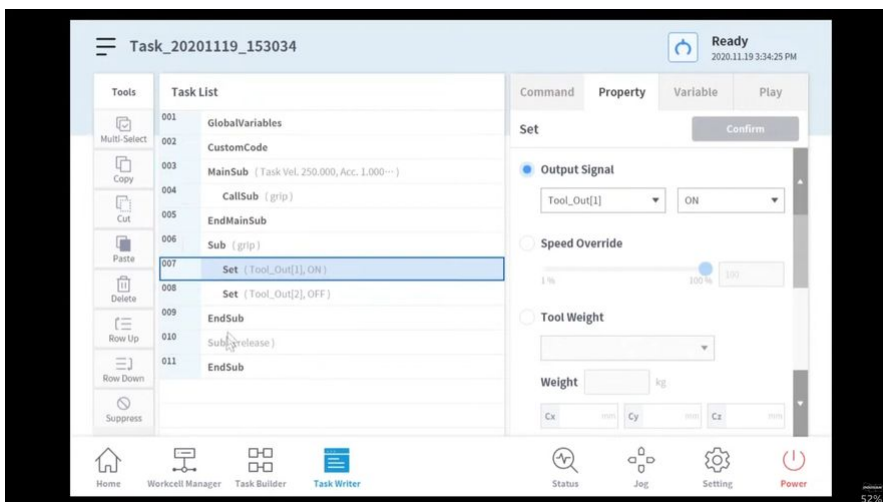 Task_20201119_153034
Ready
2020.11.19 3:34:25 PM
Tools
Task List
Command
Property
Variable
Play
Multi-Select
Copy
Cut
Paste
Delete
Row Up
Row Down
Suppress
001 GlobalVariables
002 CustomCode
003 MainSub (Task Vel. 250.000, Acc. 1.000···)
004 CallSub (grip)
005 EndMainSub
006 Sub (grip)
007 Set (Tool_Out[1], ON)
008 Set (Tool_Out[2], OFF)
009 EndSub
010 Sub (release)
011 EndSub
Set
Confirm
Output Signal
Tool_Out[1]
ON
Speed Override
1 %
100 %
100
Tool Weight
Weight
kg
Cx mm Cy mm Cz mm
Home
Workcell Manager
Task Builder
Task Writer
Status
Jog
Setting
Power
52%